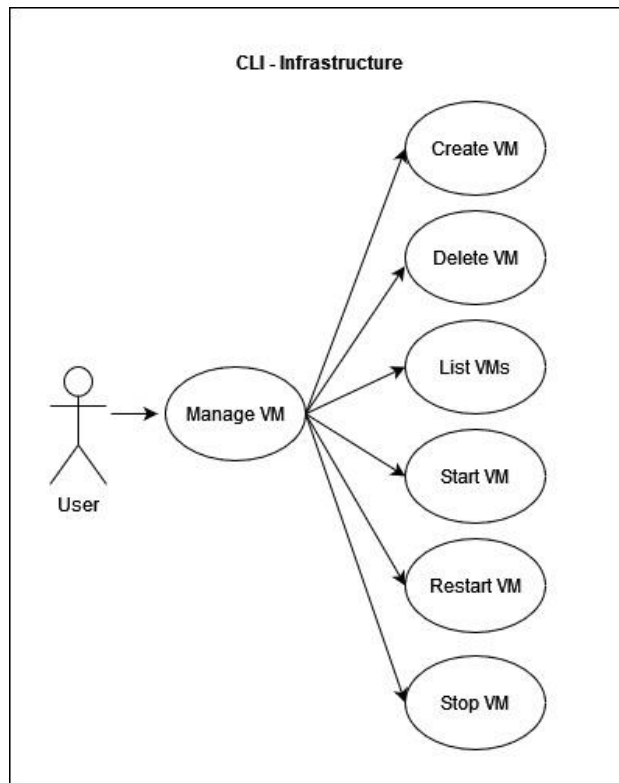 CLI - Infrastructure
Create VM
Delete VM
List VMs
Manage VM
Start VM
User
Restart VM
Stop VM